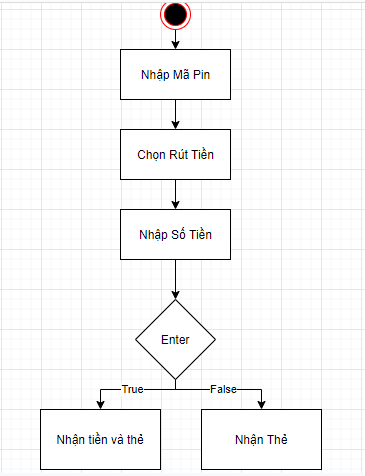 Nhập Mã Pin
Chọn Rút Tiền
Nhập Số Tiền
Enter
True
False
Nhận tiền và thẻ
Nhận Thẻ